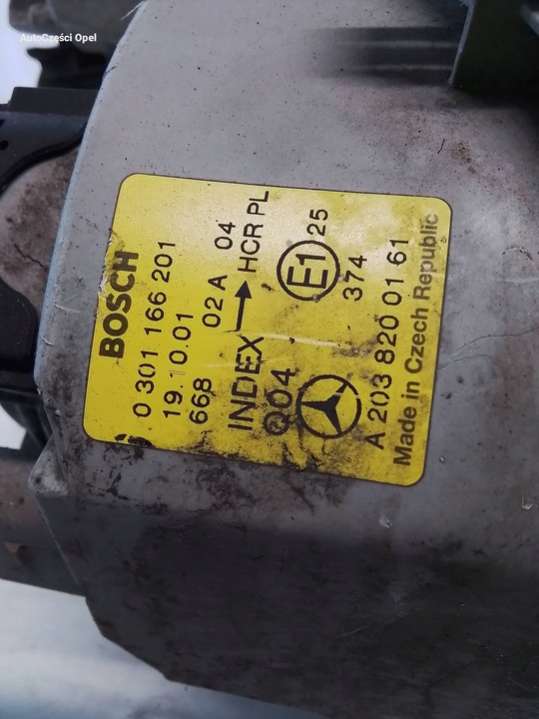 AutoCzęści Opel
BOSCH
0 301 166 201
19.10.01
668 02 A 04
INDEX HCR PL
Q04 E1 25
374
A 203 820 01 61
Made in Czech Republic